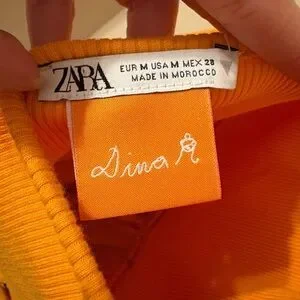 ZARA
EUR M USA M MEX 28
MADE IN MOROCCO
Dina R